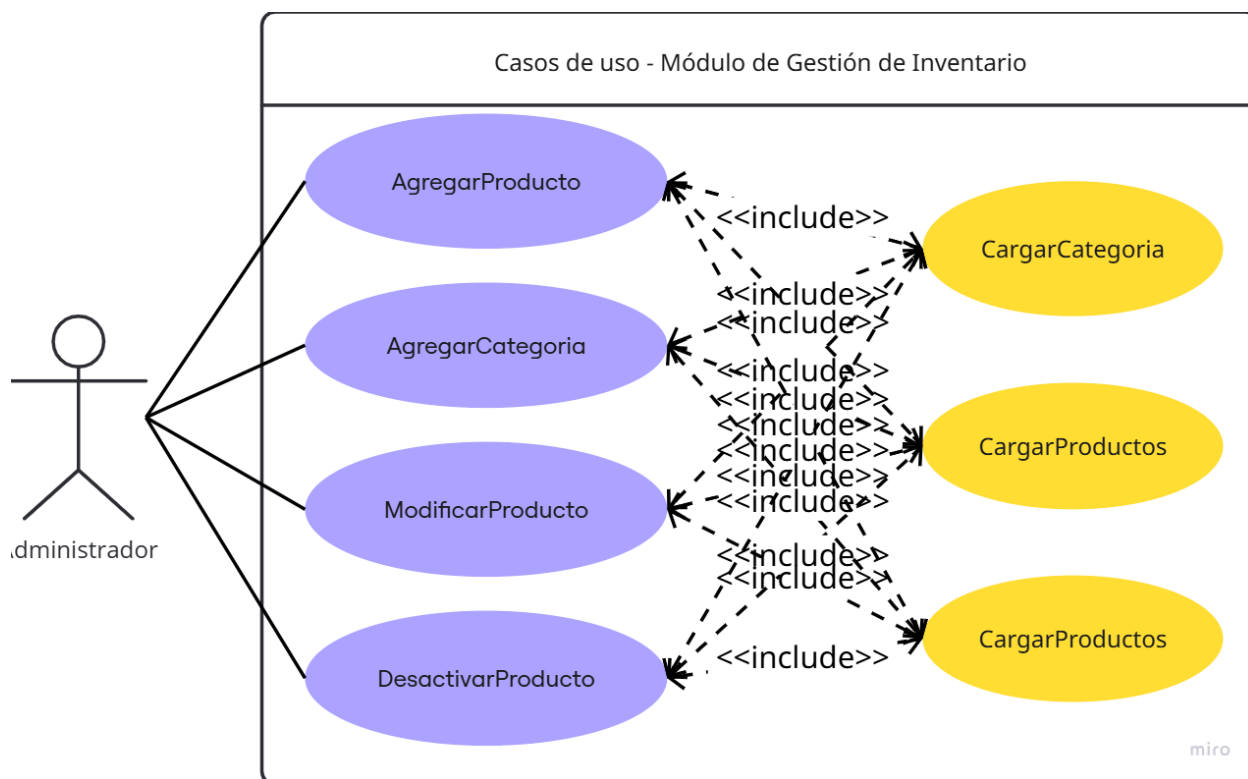 Casos de uso - Módulo de Gestión de Inventario
AgregarProducto
<<include>>
CargarCategoria
<<include>>
<<include>>
AgregarCategoria
<<include>>
<<include>>
<<include>>
CargarProductos
<<include>>
<<include>>
<<include>>
ModificarProducto
dministrador
<<include>>
<<include>>
CargarProductos
<<include>>
DesactivarProducto
miro